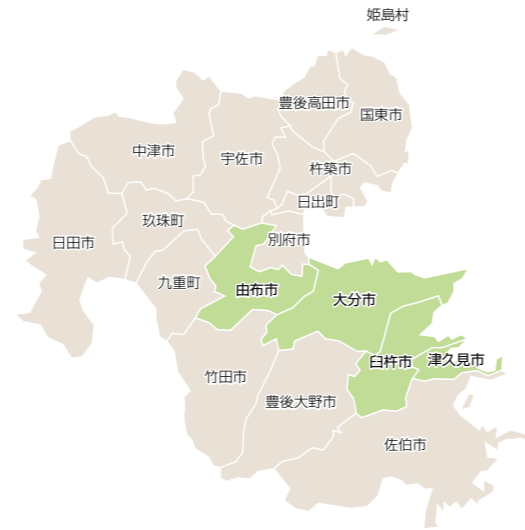 姫島村
豊後高田市
国東市
中津市
宇佐市
杵築市
日出町
玖珠町
日田市
別府市
九重町
由布市
大分市
臼杵市
津久見市
竹田市
豊後大野市
佐伯市